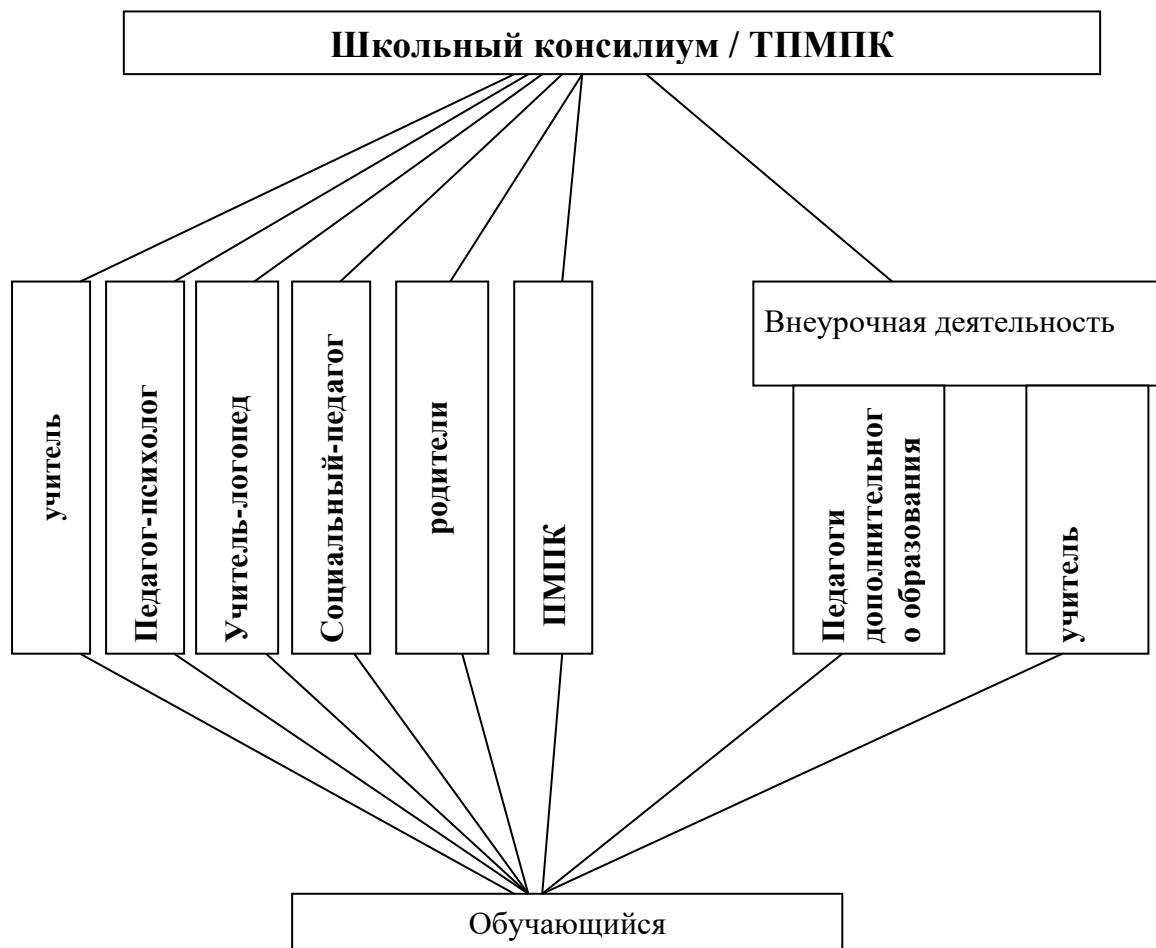 Школьный консилиум / ТПМПК
учитель
Педагог-психолог
Учитель-логопед
Социальный-педагог
родители
ПМПК
Внеурочная деятельность
Педагоги
дополнительног
о образования
учитель
Обучающийся